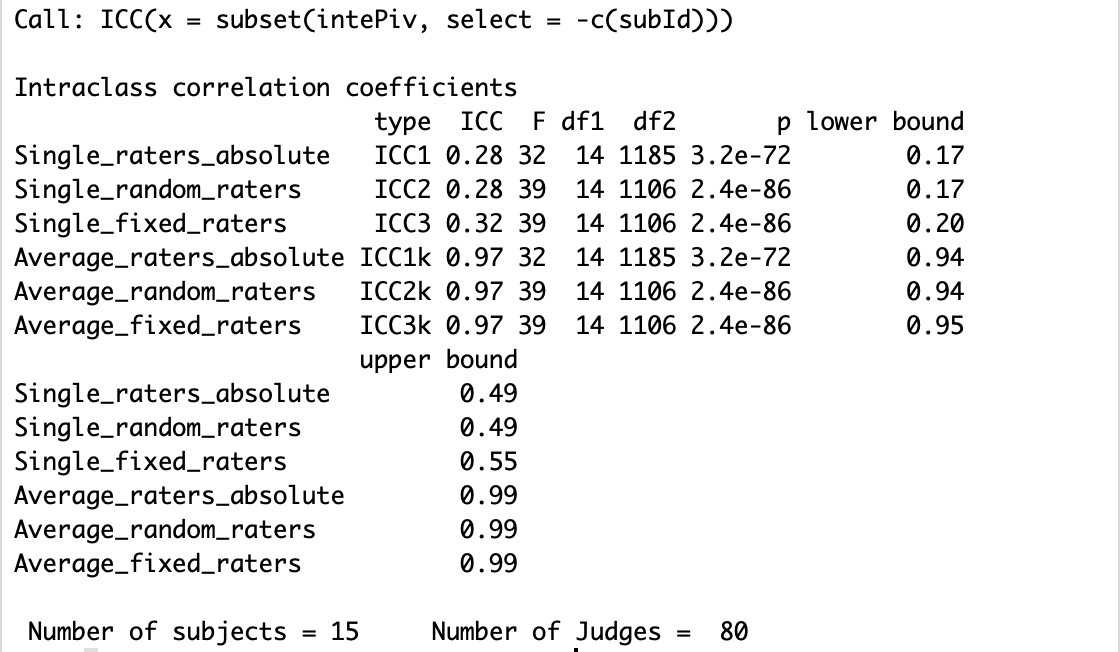 Call: ICC(x = subset(intePiv, select = -c(subId)))
Intraclass correlation coefficients
type ICC F df1 df2 p lower bound
Single_raters_absolute ICC1 0.28 32 14 1185 3.2e-72 0.17
Single_random_raters ICC2 0.28 39 14 1106 2.4e-86 0.17
Single_fixed_raters ICC3 0.32 39 14 1106 2.4e-86 0.20
Average_raters_absolute ICC1k 0.97 32 14 1185 3.2e-72 0.94
Average_random_raters ICC2k 0.97 39 14 1106 2.4e-86 0.94
Average_fixed_raters ICC3k 0.97 39 14 1106 2.4e-86 0.95
upper bound
Single_raters_absolute 0.49
Single_random_raters 0.49
Single_fixed_raters 0.55
Average_raters_absolute 0.99
Average_random_raters 0.99
Average_fixed_raters 0.99
Number of subjects = 15 Number of Judges = 80